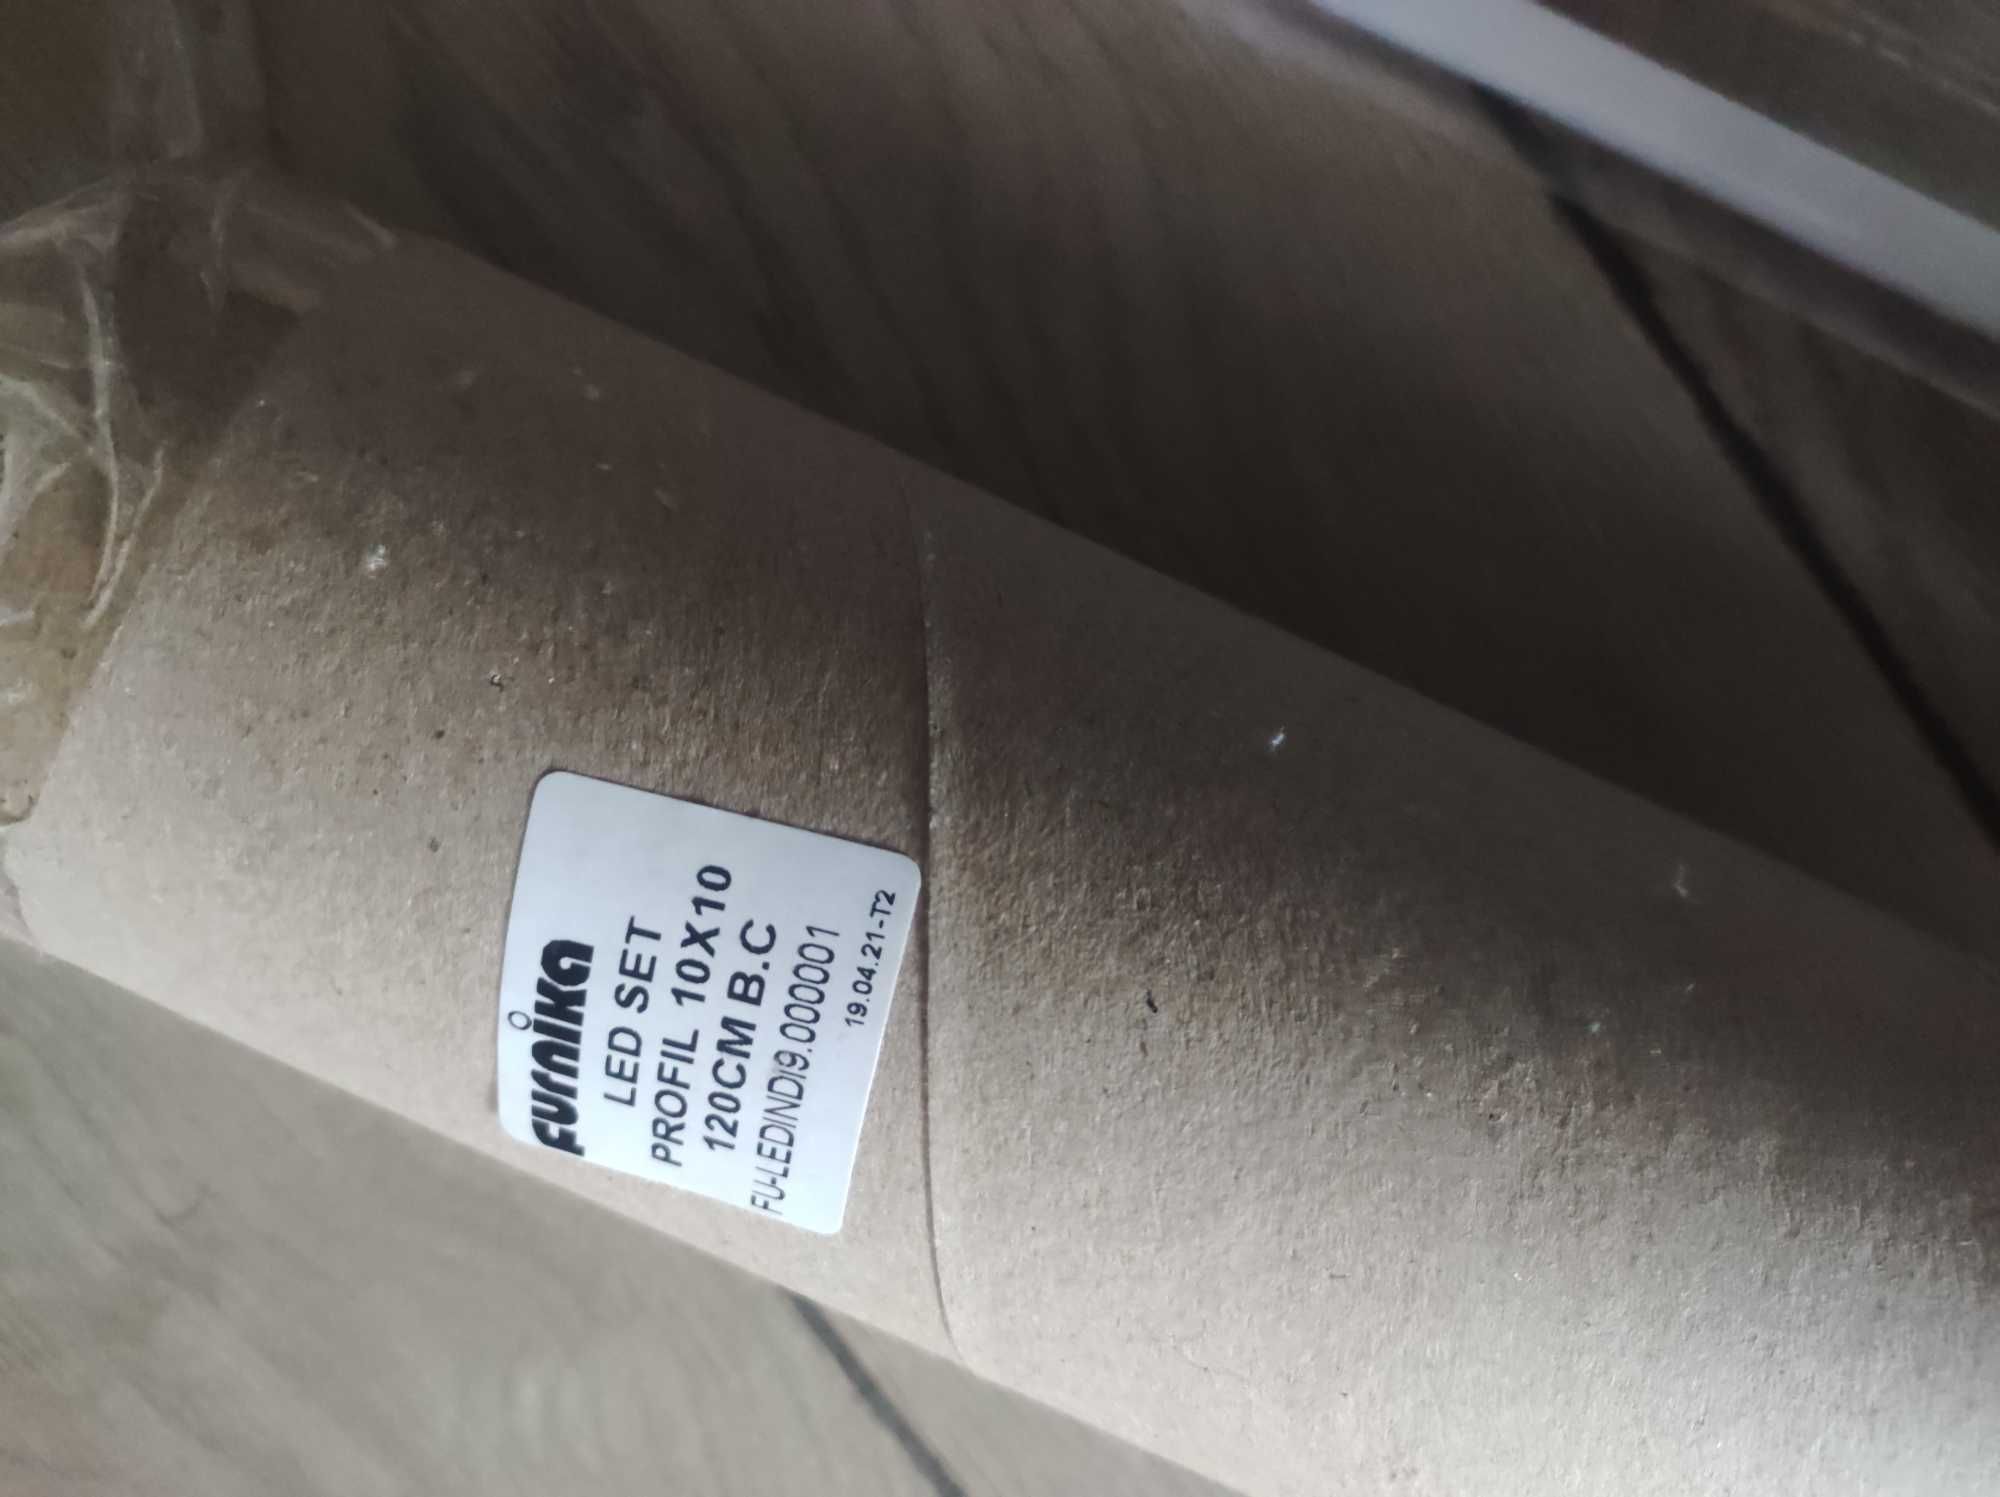 furnika
LED SET
PROFIL 10X10
120CM B.C
FU-LEDINDI9.000001
19.04.21-T2